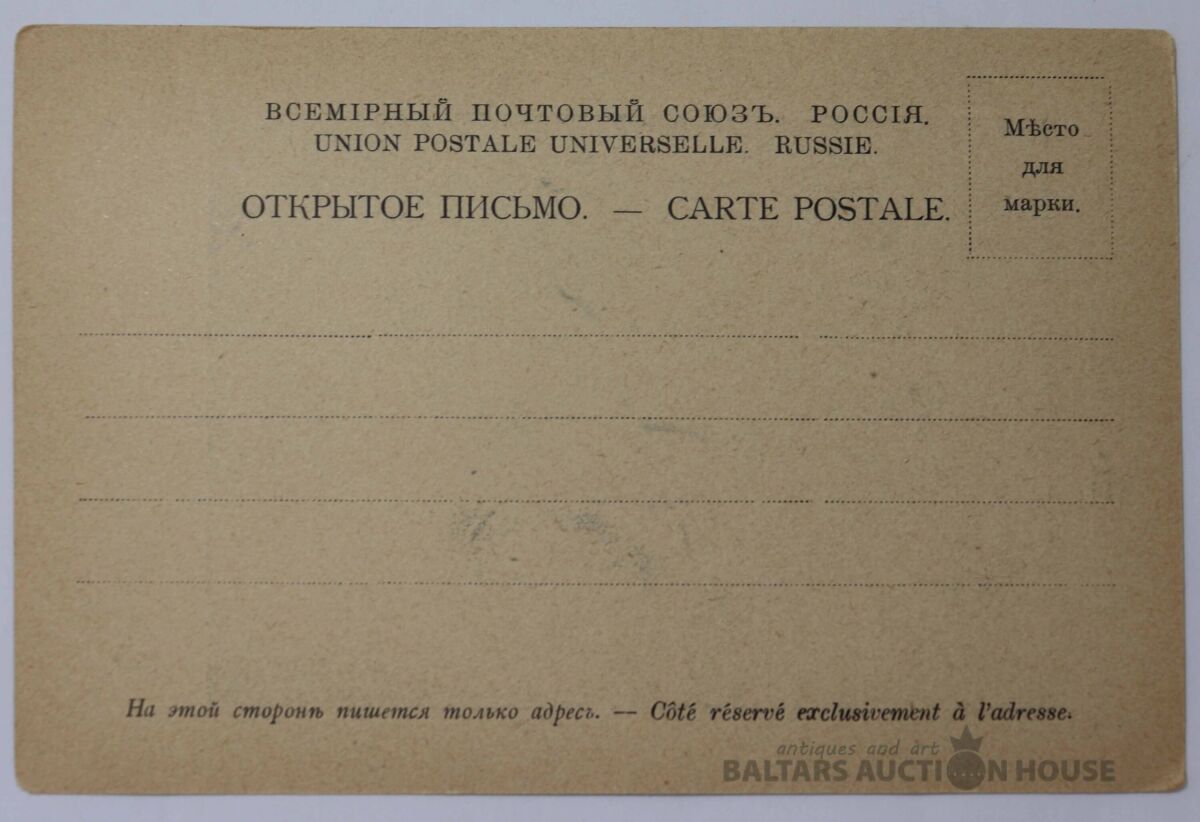 ВСЕМІРНЫЙ ПОЧТОВЫЙ СОЮЗЪ. РОССІЯ.
UNION POSTALE UNIVERSELLE. RUSSIE.
ОТКРЫТОЕ ПИСЬМО. — CARTE POSTALE.
Мѣсто
для
марки.
На этой сторонѣ пишется только адресъ. — Côté réservé exclusivement à l'adresse.
antiques and art
BALTARS AUCTION HOUSE